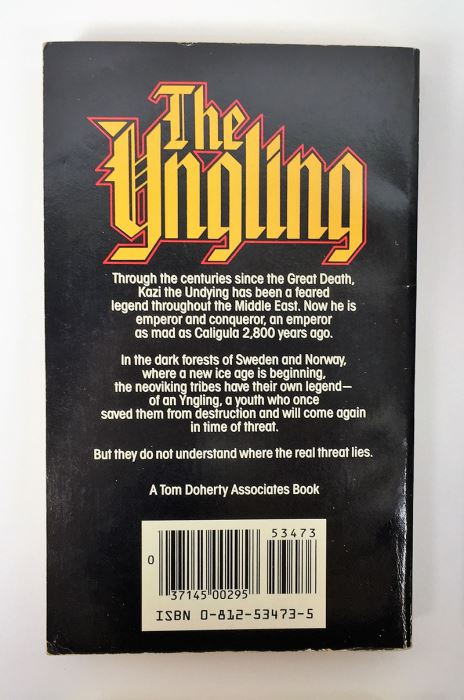 The
Yngling
Through the centuries since the Great Death,
Kazi the Undying has been a feared
legend throughout the Middle East. Now he is
emperor and conqueror, an emperor
as mad as Caligula 2,800 years ago.
In the dark forests of Sweden and Norway,
where a new ice age is beginning,
the neoviking tribes have their own legend—
of an Yngling, a youth who once
saved them from destruction and will come again
in time of threat.
But they do not understand where the real threat lies.
A Tom Doherty Associates Book
53473
0
37145 00295
ISBN 0-812-53473-5